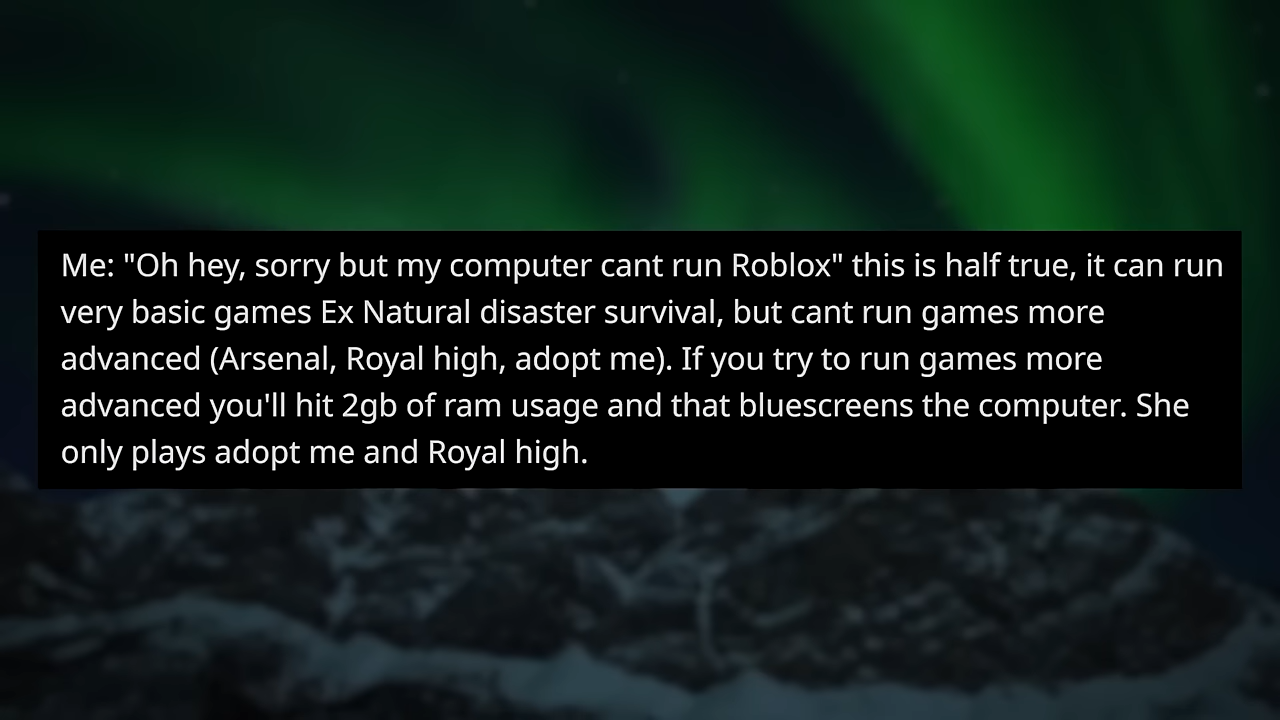 Me: "Oh hey, sorry but my computer cant run Roblox" this is half true, it can run
very basic games Ex Natural disaster survival, but cant run games more
advanced (Arsenal, Royal high, adopt me). If you try to run games more
advanced you'll hit 2gb of ram usage and that bluescreens the computer. She
only plays adopt me and Royal high.